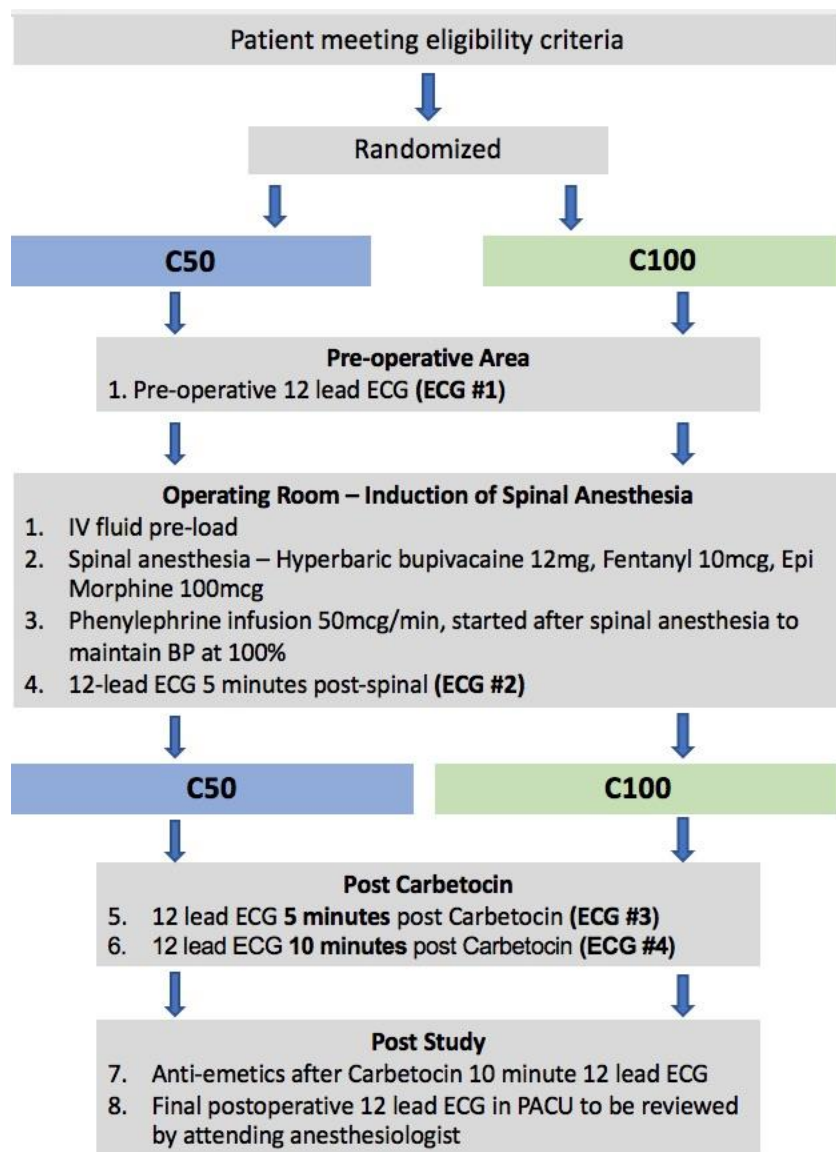 Patient meeting eligibility criteria
Randomized
C50
C100
Pre-operative Area
1. Pre-operative 12 lead ECG (ECG #1)
Operating Room – Induction of Spinal Anesthesia
1. IV fluid pre-load
2. Spinal anesthesia – Hyperbaric bupivacaine 12mg, Fentanyl 10mcg, Epi
Morphine 100mcg
3. Phenylephrine infusion 50mcg/min, started after spinal anesthesia to
maintain BP at 100%
4. 12-lead ECG 5 minutes post-spinal (ECG #2)
C50
C100
Post Carbetocin
5. 12 lead ECG 5 minutes post Carbetocin (ECG #3)
6. 12 lead ECG 10 minutes post Carbetocin (ECG #4)
Post Study
7. Anti-emetics after Carbetocin 10 minute 12 lead ECG
8. Final postoperative 12 lead ECG in PACU to be reviewed
by attending anesthesiologist